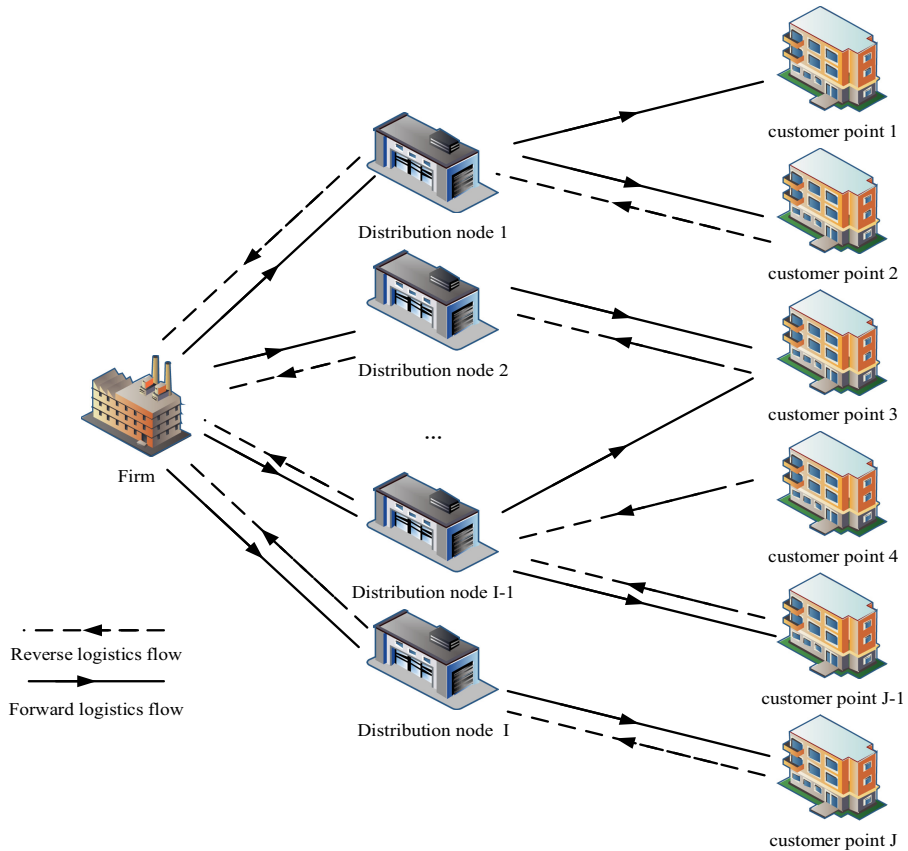 customer point 1
Distribution node 1
customer point 2
Distribution node 2
customer point 3
...
Firm
customer point 4
Distribution node I-1
Reverse logistics flow
customer point J-1
Forward logistics flow
Distribution node I
customer point J